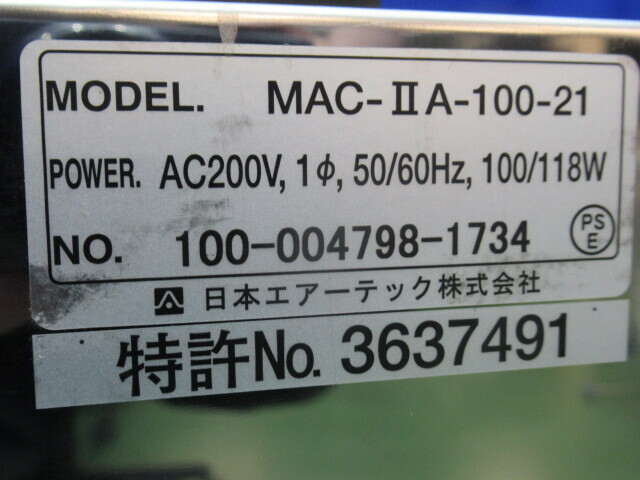 MODEL. MAC-ⅡA-100-21
POWER. AC200V, 1φ, 50/60Hz, 100/118W
NO. 100-004798-1734
PS
E
日本エアーテック株式会社
特許No. 3637491